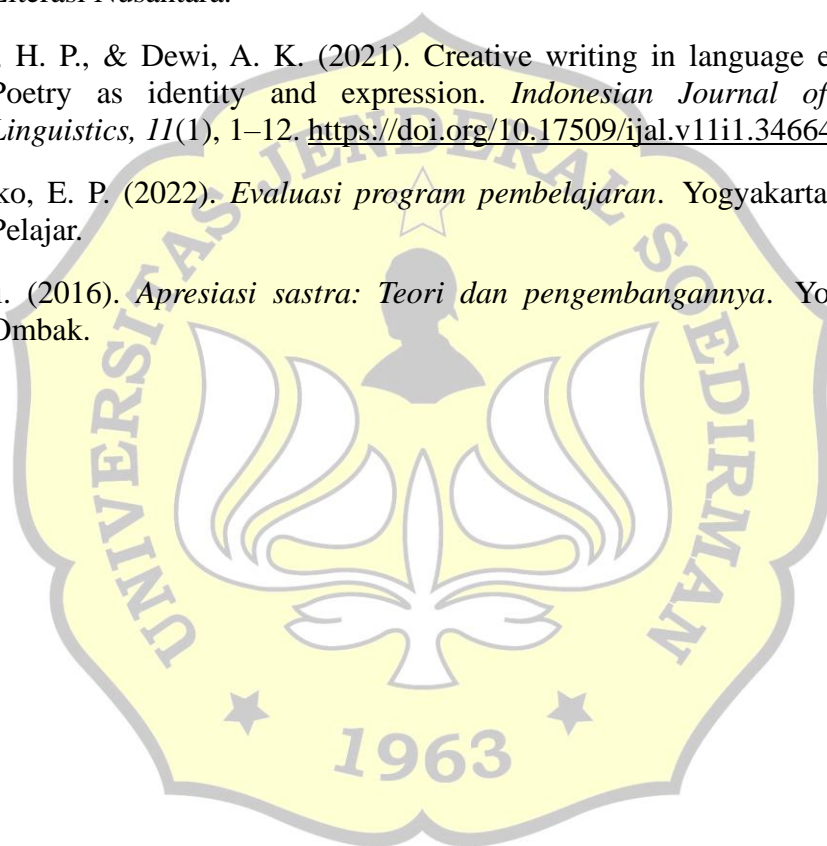 Literasi Nusantara.
, H. P., & Dewi, A. K. (2021). Creative writing in language e
Poetry as identity and expression. Indonesian Journal of
Linguistics, 11(1), 1–12. https://doi.org/10.17509/ijal.v11i1.34664
ko, E. P. (2022). Evaluasi program pembelajaran. Yogyakarta
Pelajar.
. (2016). Apresiasi sastra: Teori dan pengembangannya. Yo
Ombak.
UNIVERSITAS JENDERAL SOEDIRMAN
1963